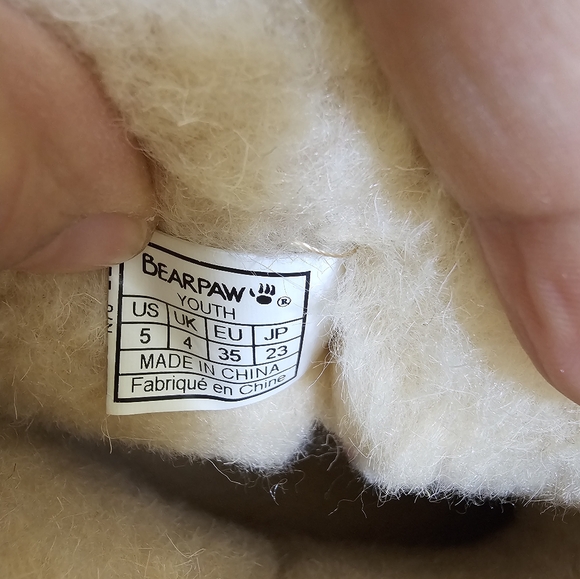 BEARPAW ®
YOUTH
US UK EU JP
5 4 35 23
MADE IN CHINA
Fabriqué en Chine